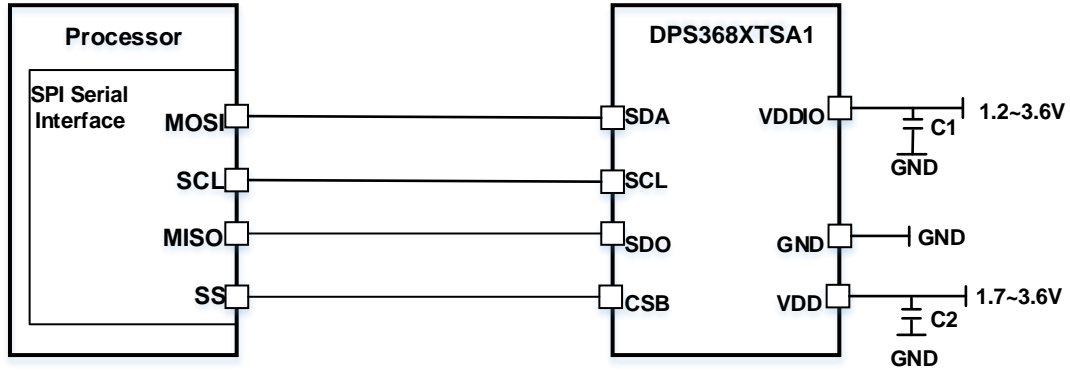 Processor
SPI Serial
Interface
MOSI
SCL
MISO
SS
DPS368XTSA1
SDA
SCL
SDO
CSB
VDDIO
GND
VDD
1.2~3.6V
C1
GND
GND
1.7~3.6V
C2
GND